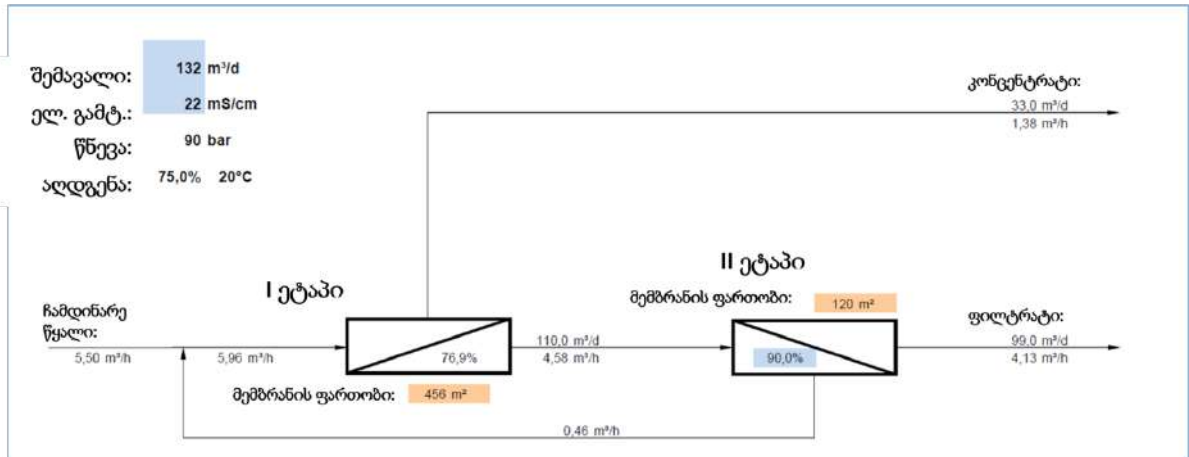 შემავალი: 132 m³/d
ელ. გამტ.: 22 mS/cm
წნევა: 90 bar
აღდგენა: 75,0% 20°C
კონცენტრატი:
33,0 m³/d
1,38 m³/h
I ეტაპი
II ეტაპი
მემბრანის ფართობი: 120 m²
ჩამდინარე
წყალი:
5,50 m³/h
5,96 m³/h
76,9%
110,0 m³/d
4,58 m³/h
90,0%
ფილტრატი:
99,0 m³/d
4,13 m³/h
მემბრანის ფართობი: 456 m²
0,46 m³/h